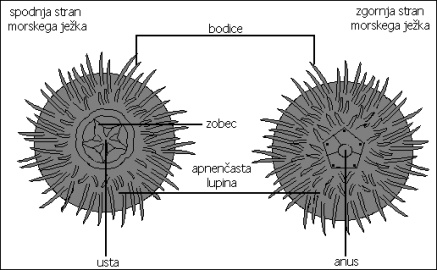 spodnja stran
morskega ježka
bodice
zgornja stran
morskega ježka
zobec
apnenčasta
lupina
usta
anus